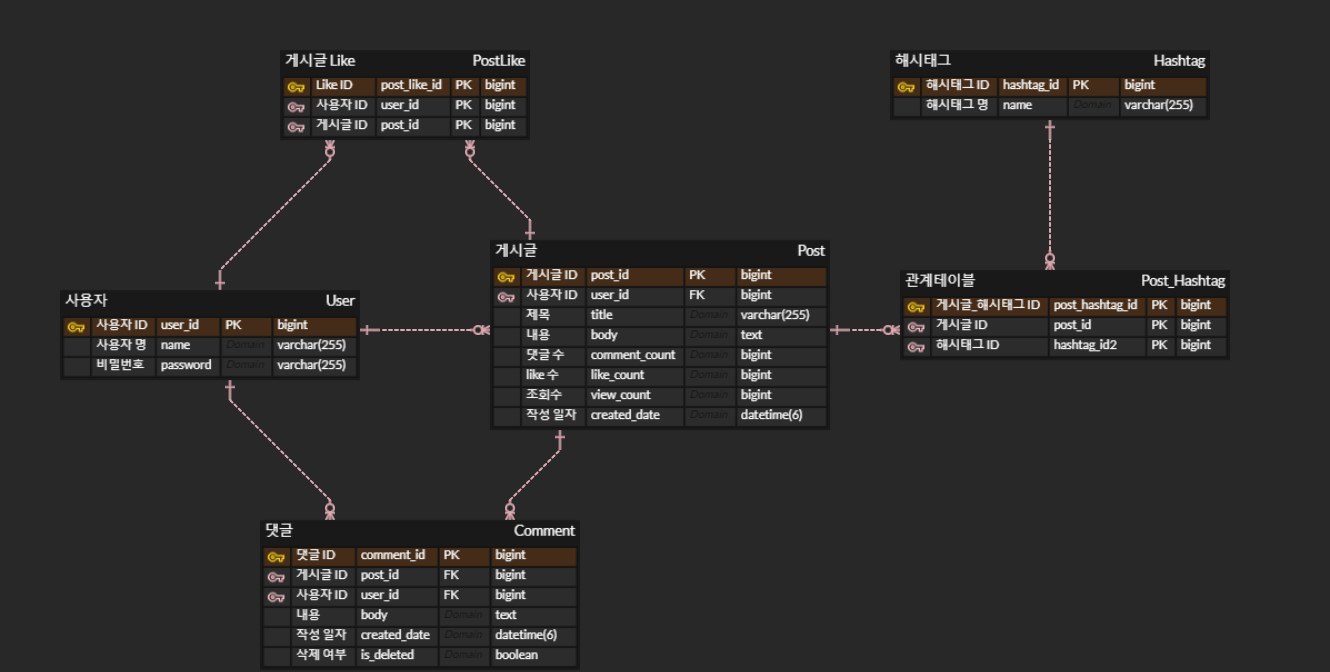 게시글 Like PostLike
Like ID post_like_id PK bigint
사용자 ID user_id PK bigint
게시글 ID post_id PK bigint
해시태그 Hashtag
해시태그 ID hashtag_id PK bigint
해시태그 명 name Domain varchar(255)
게시글 Post
게시글 ID post_id PK bigint
사용자 ID user_id FK bigint
제목 title Domain varchar(255)
내용 body Domain text
댓글 수 comment_count Domain bigint
like 수 like_count Domain bigint
조회수 view_count Domain bigint
작성 일자 created_date Domain datetime(6)
관계테이블 Post_Hashtag
게시글_해시태그 ID post_hashtag_id PK bigint
게시글 ID post_id PK bigint
해시태그 ID hashtag_id2 PK bigint
사용자 User
사용자 ID user_id PK bigint
사용자 명 name Domain varchar(255)
비밀번호 password Domain varchar(255)
댓글 Comment
댓글 ID comment_id PK bigint
게시글 ID post_id FK bigint
사용자 ID user_id FK bigint
내용 body Domain text
작성 일자 created_date Domain datetime(6)
삭제 여부 is_deleted Domain boolean